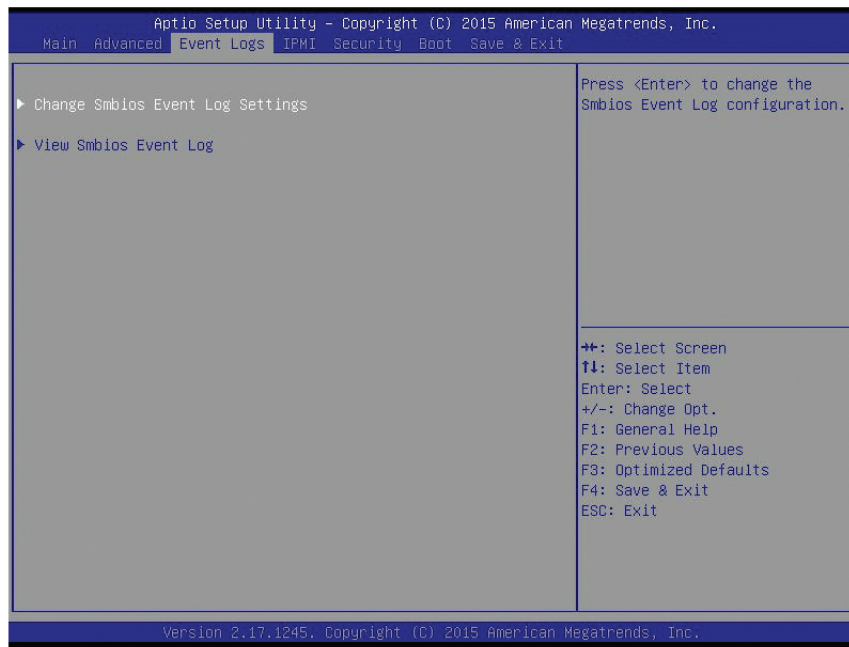 Aptio Setup Utility – Copyright (C) 2015 American Megatrends, Inc.
Main Advanced Event Logs IPMI Security Boot Save & Exit
Change Smbios Event Log Settings
View Smbios Event Log
Press <Enter> to change the
Smbios Event Log configuration.
→←: Select Screen
↑↓: Select Item
Enter: Select
+/-: Change Opt.
F1: General Help
F2: Previous Values
F3: Optimized Defaults
F4: Save & Exit
ESC: Exit
Version 2.17.1245. Copyright (C) 2015 American Megatrends, Inc.